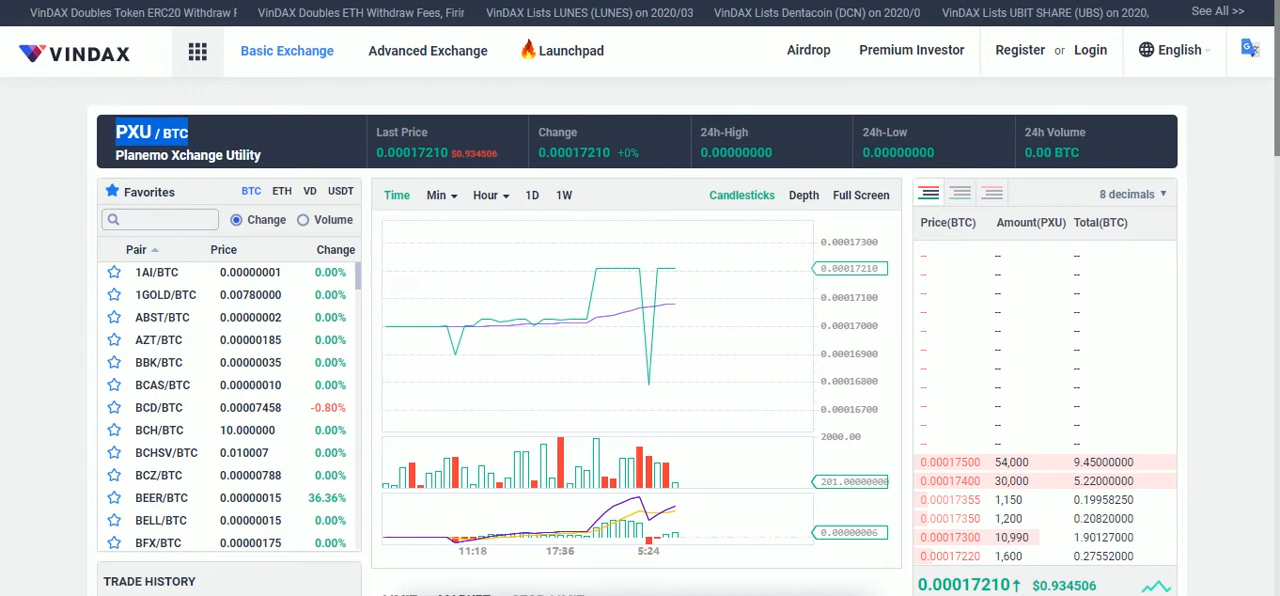 VinDAX Doubles Token ERC20 Withdraw F VinDAX Doubles ETH Withdraw Fees, Firir VinDAX Lists LUNES (LUNES) on 2020/03 VinDAX Lists Dentacoin (DCN) on 2020/0 VinDAX Lists UBIT SHARE (UBS) on 2020, See All >>
VINDAX Basic Exchange Advanced Exchange Launchpad Airdrop Premium Investor Register or Login English
PXU / BTC
Planemo Xchange Utility
Last Price Change 24h-High 24h-Low 24h Volume
0.00017210 $0.934506 0.00017210 +0% 0.00000000 0.00000000 0.00 BTC
Favorites BTC ETH VD USDT
Change Volume
Pair Price Change
1AI/BTC 0.00000001 0.00%
1GOLD/BTC 0.00780000 0.00%
ABST/BTC 0.00000002 0.00%
AZT/BTC 0.00000185 0.00%
BBK/BTC 0.00000035 0.00%
BCAS/BTC 0.00000010 0.00%
BCD/BTC 0.00007458 -0.80%
BCH/BTC 10.000000 0.00%
BCHSV/BTC 0.010007 0.00%
BCZ/BTC 0.00000788 0.00%
BEER/BTC 0.00000015 36.36%
BELL/BTC 0.00000015 0.00%
BFX/BTC 0.00000175 0.00%
TRADE HISTORY
Time Min Hour 1D 1W Candlesticks Depth Full Screen
0.00017300
0.00017210
0.00017100
0.00017000
0.00016900
0.00016800
0.00016700
2000.00
201.00000000
0.00000006
11:18 17:36 5:24
8 decimals
Price(BTC) Amount(PXU) Total(BTC)
-- -- --
-- -- --
-- -- --
-- -- --
-- -- --
-- -- --
-- -- --
-- -- --
-- -- --
-- -- --
-- -- --
0.00017500 54,000 9.45000000
0.00017400 30,000 5.22000000
0.00017355 1,150 0.19958250
0.00017350 1,200 0.20820000
0.00017300 10,990 1.90127000
0.00017220 1,600 0.27552000
0.00017210↑ $0.934506